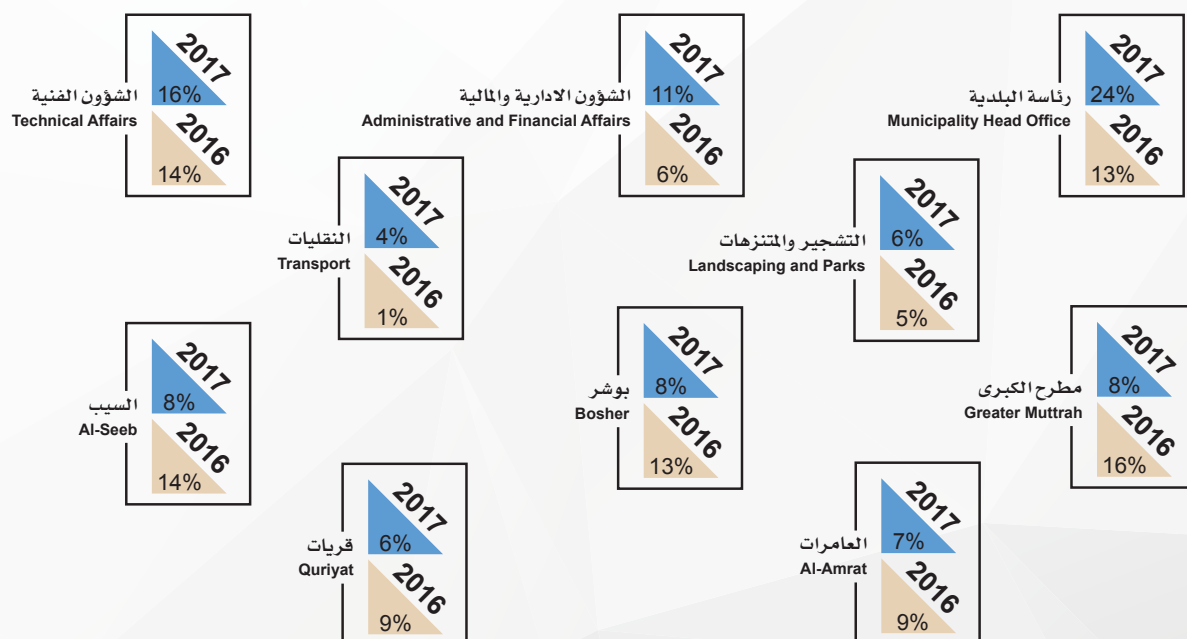 2017
16%
الشؤون الفنية
Technical Affairs
2016
14%
2017
11%
الشؤون الادارية والمالية
Administrative and Financial Affairs
2016
6%
2017
24%
رئاسة البلدية
Municipality Head Office
2016
13%
2017
4%
النقليات
Transport
2016
1%
2017
6%
التشجير والمتنزهات
Landscaping and Parks
2016
5%
2017
8%
السيب
Al-Seeb
2016
14%
2017
8%
بوشر
Bosher
2016
13%
2017
8%
مطرح الكبرى
Greater Muttrah
2016
16%
2017
6%
قريات
Quriyat
2016
9%
2017
7%
العامرات
Al-Amrat
2016
9%